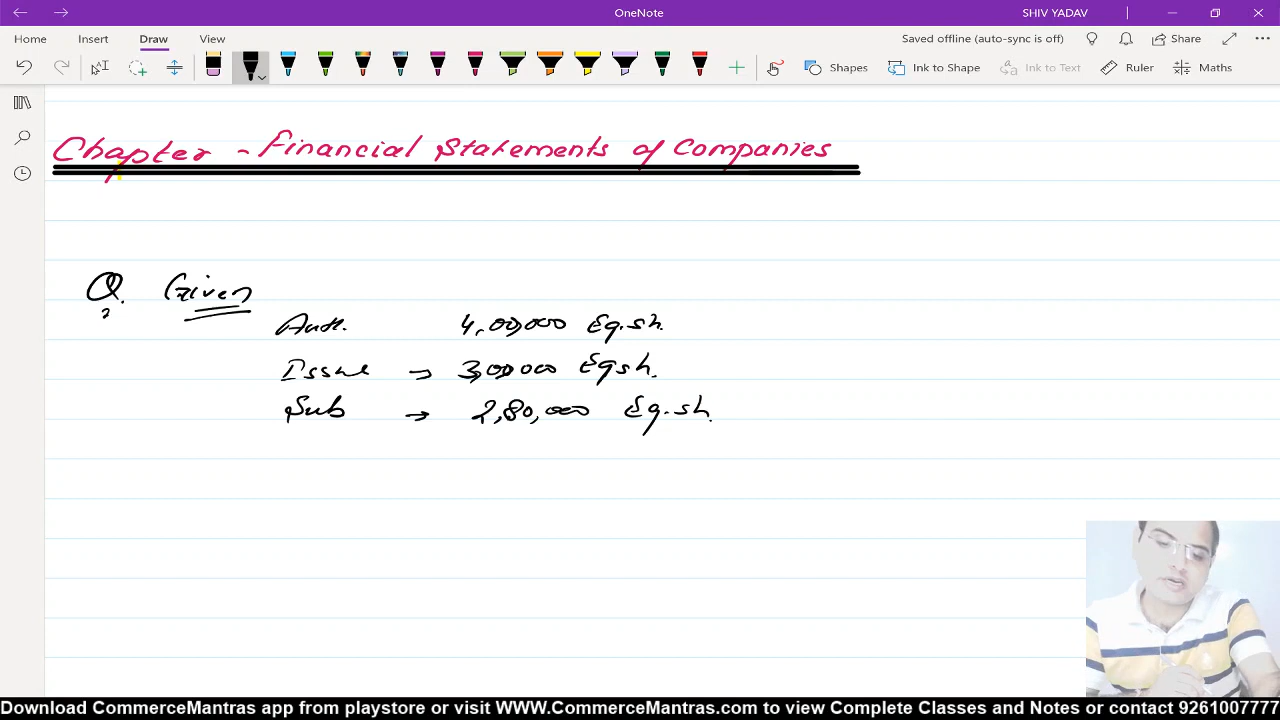 OneNote
SHIV YADAV
Home Insert Draw View
Saved offline (auto-sync is off)
Share
Shapes
Ink to Shape
Ink to Text
Ruler
Maths
Chapter - Financial Statements of Companies
Q. Given
2
Auth. 4,00,000 Eq.sh.
Issue → 3,00,000 Eqsh.
Sub → 2,80,000 Eq.sh.
Download CommerceMantras app from playstore or visit WWW.CommerceMantras.com to view Complete Classes and Notes or contact 9261007777